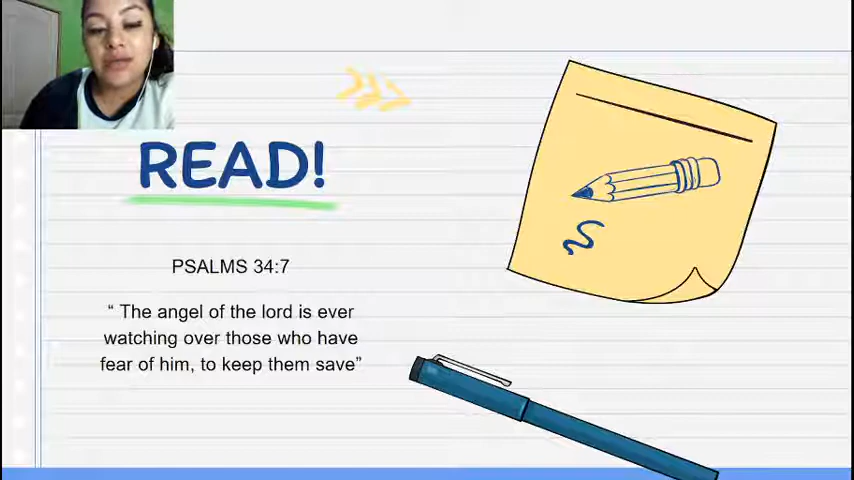 READ!
PSALMS 34:7
“ The angel of the lord is ever
watching over those who have
fear of him, to keep them save”